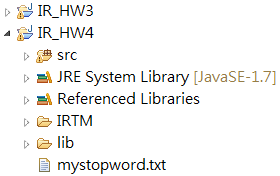 IR_HW3
IR_HW4
src
JRE System Library [JavaSE-1.7]
Referenced Libraries
IRTM
lib
mystopword.txt